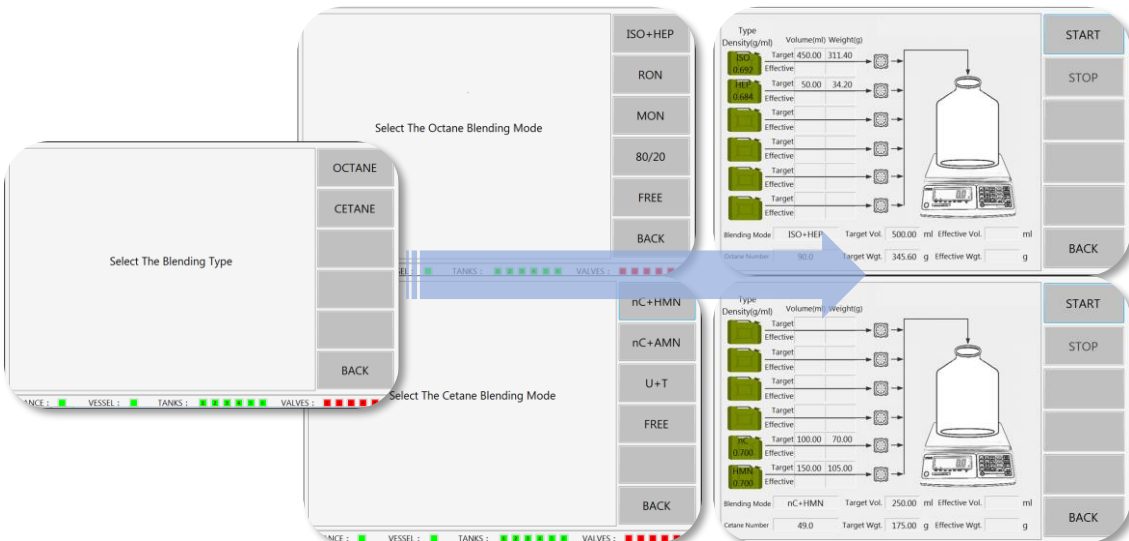 Select The Blending Type
OCTANE
CETANE
BACK
ANCE : VESSEL : TANKS : VALVES :
Select The Octane Blending Mode
ISO+HEP
RON
MON
80/20
FREE
BACK
TANKS : VALVES :
Select The Cetane Blending Mode
nC+HMN
nC+AMN
U+T
FREE
BACK
ANCE : VESSEL : TANKS : VALVES :
Type
Density(g/ml) Volume(ml) Weight(g)
ISO Target 450.00 311.40
0.692 Effective
HEP Target 50.00 34.20
0.684 Effective
Target
Effective
Target
Effective
Target
Effective
Target
Effective
Blending Mode ISO+HEP Target Vol. 500.00 ml Effective Vol. ml
Octane Number 90.0 Target Wgt. 345.60 g Effective Wgt. g
START
STOP
BACK
Type
Density(g/ml) Volume(ml) Weight(g)
Target
Effective
Target
Effective
Target
Effective
Target
Effective
nC Target 100.00 70.00
0.700 Effective
HMN Target 150.00 105.00
0.700 Effective
Blending Mode nC+HMN Target Vol. 250.00 ml Effective Vol. ml
Cetane Number 49.0 Target Wgt. 175.00 g Effective Wgt. g
START
STOP
BACK